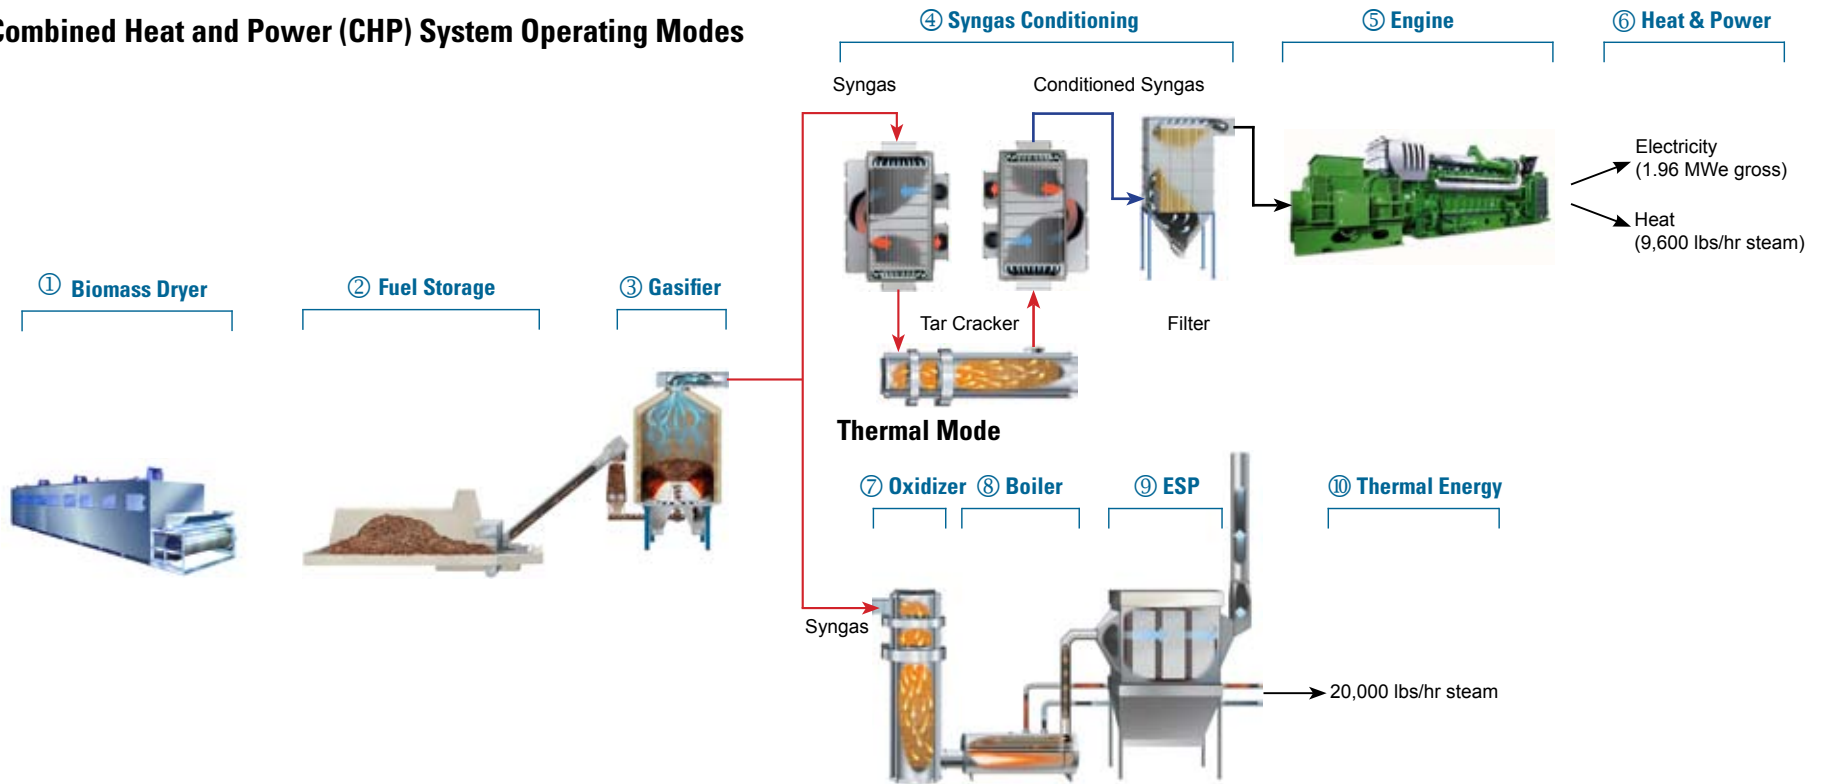 Combined Heat and Power (CHP) System Operating Modes
④ Syngas Conditioning
⑤ Engine
⑥ Heat & Power
Syngas
Conditioned Syngas
Electricity
(1.96 MWe gross)
Heat
(9,600 lbs/hr steam)
① Biomass Dryer
② Fuel Storage
③ Gasifier
Tar Cracker
Filter
Thermal Mode
⑦ Oxidizer
⑧ Boiler
⑨ ESP
⑩ Thermal Energy
Syngas
20,000 lbs/hr steam